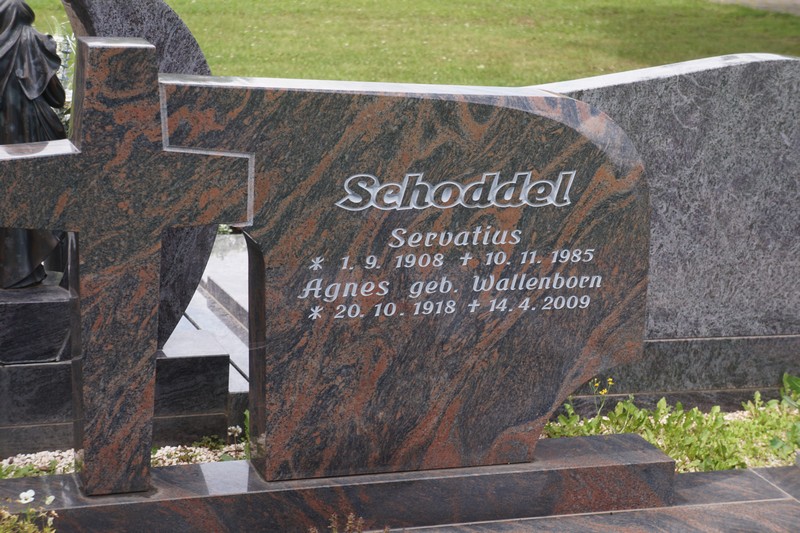 Schoddel
Servatius
* 1. 9. 1908 ✝ 10. 11. 1985
Agnes geb. Wallenborn
* 20. 10. 1918 ✝ 14. 4. 2009